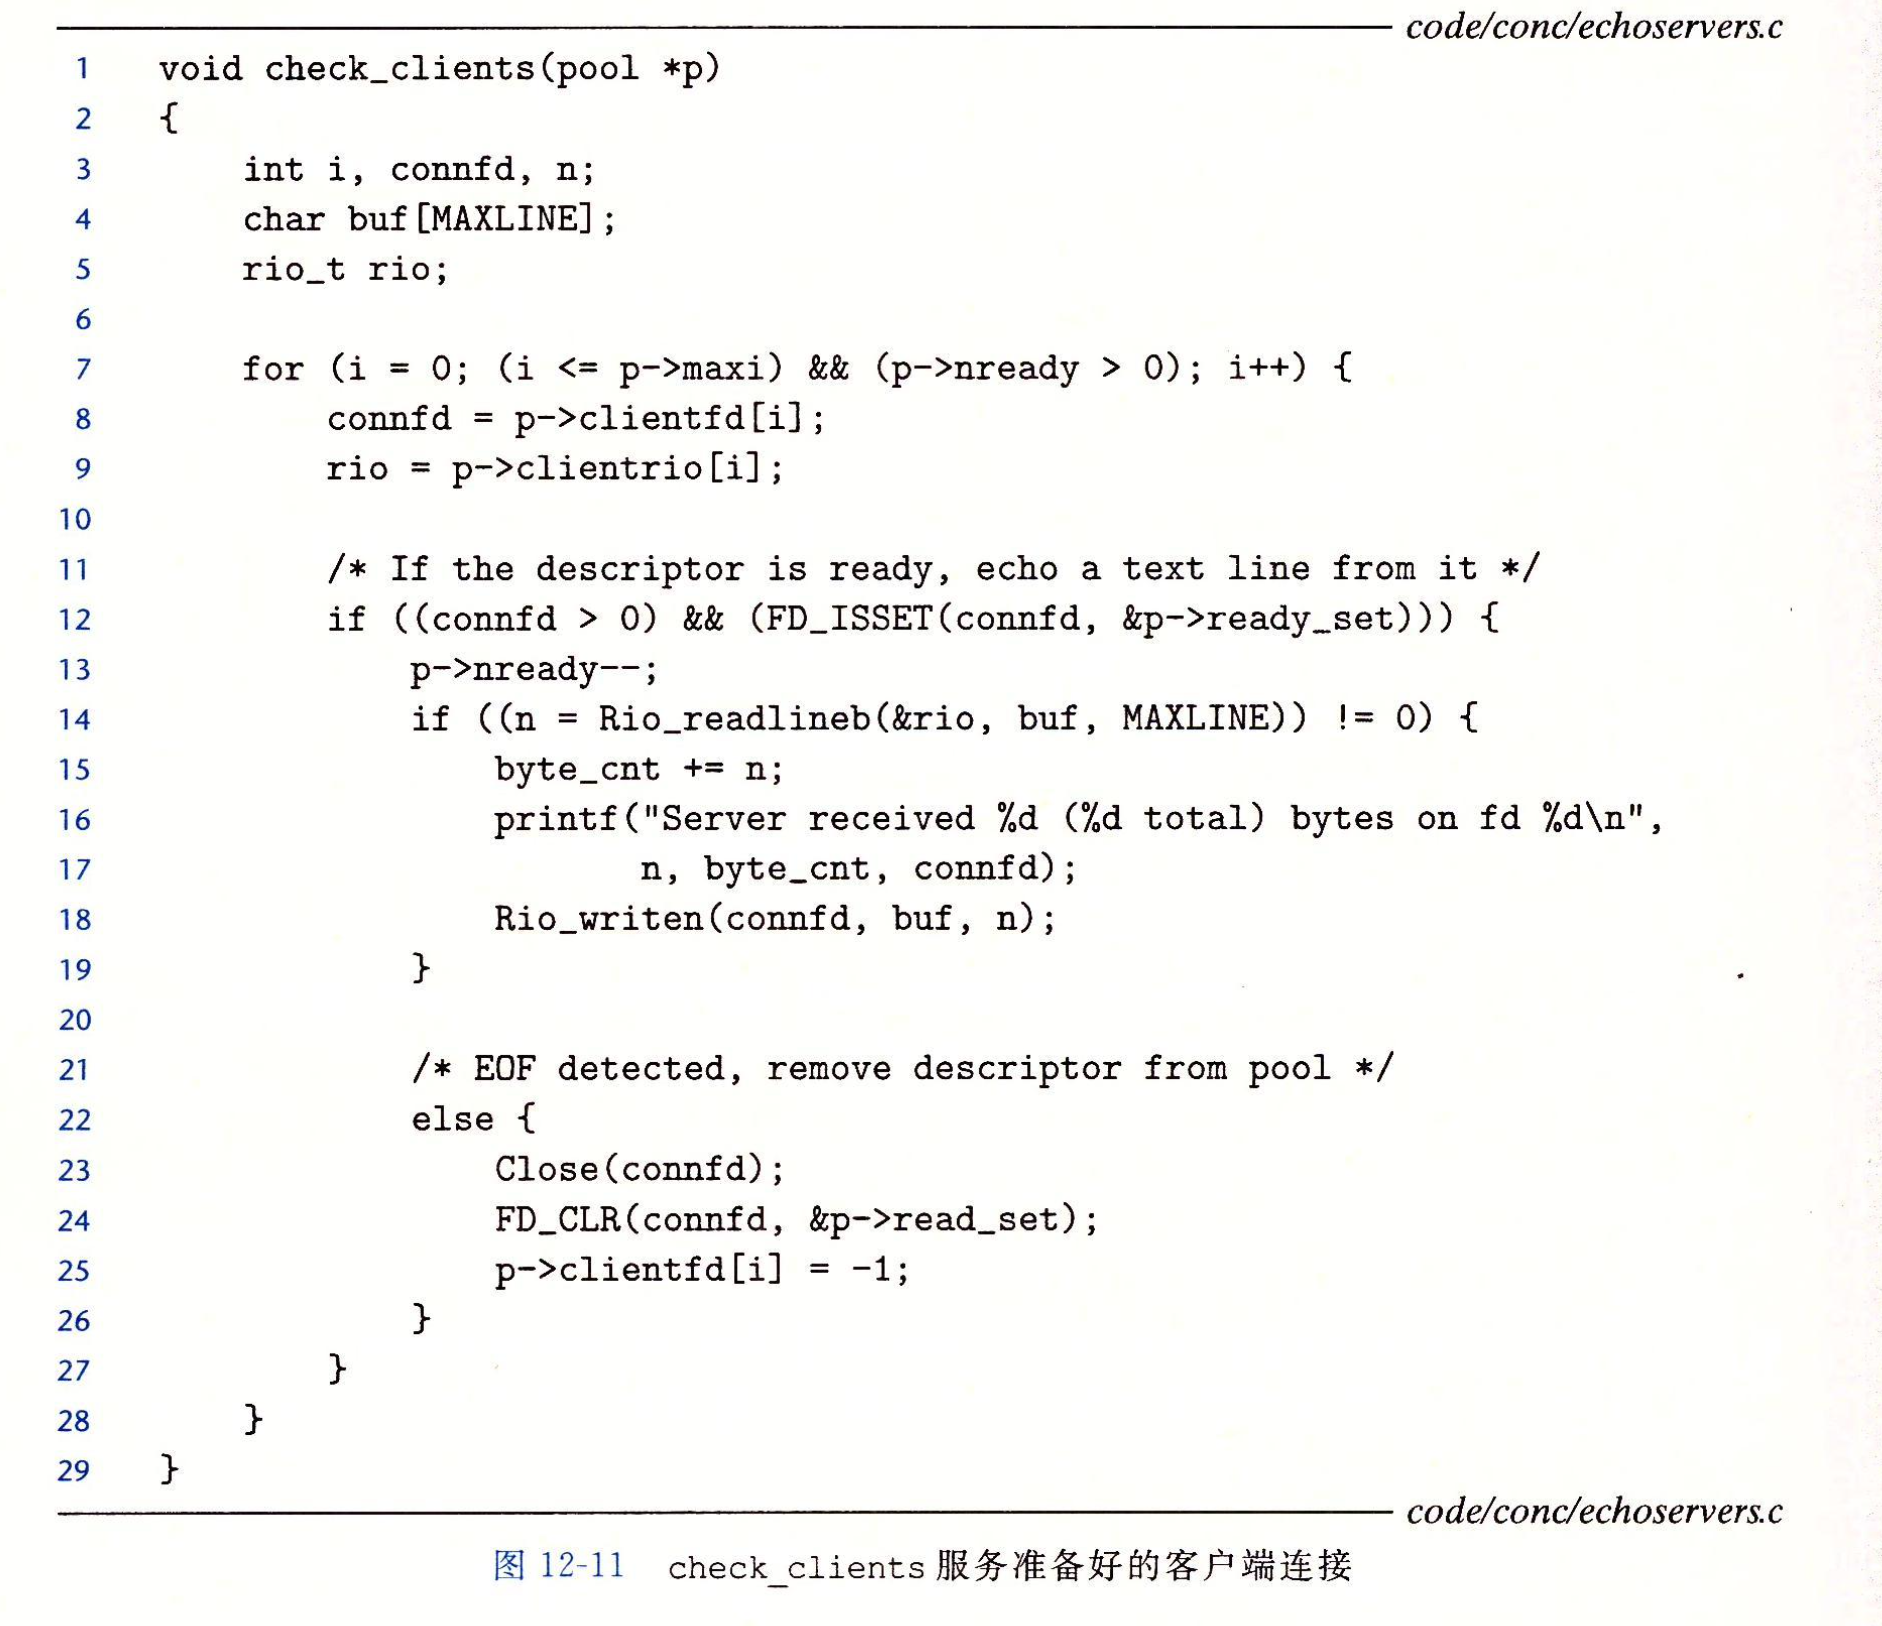 code/conc/echoservers.c
1 void check_clients(pool *p)
2 {
3 int i, connfd, n;
4 char buf[MAXLINE];
5 rio_t rio;
6
7 for (i = 0; (i <= p->maxi) && (p->nready > 0); i++) {
8 connfd = p->clientfd[i];
9 rio = p->clientrio[i];
10
11 /* If the descriptor is ready, echo a text line from it */
12 if ((connfd > 0) && (FD_ISSET(connfd, &p->ready_set))) {
13 p->nready--;
14 if ((n = Rio_readlineb(&rio, buf, MAXLINE)) != 0) {
15 byte_cnt += n;
16 printf("Server received %d (%d total) bytes on fd %d\n",
17 n, byte_cnt, connfd);
18 Rio_writen(connfd, buf, n);
19 }
20
21 /* EOF detected, remove descriptor from pool */
22 else {
23 Close(connfd);
24 FD_CLR(connfd, &p->read_set);
25 p->clientfd[i] = -1;
26 }
27 }
28 }
29 }
code/conc/echoservers.c
图 12-11 check_clients 服务准备好的客户端连接